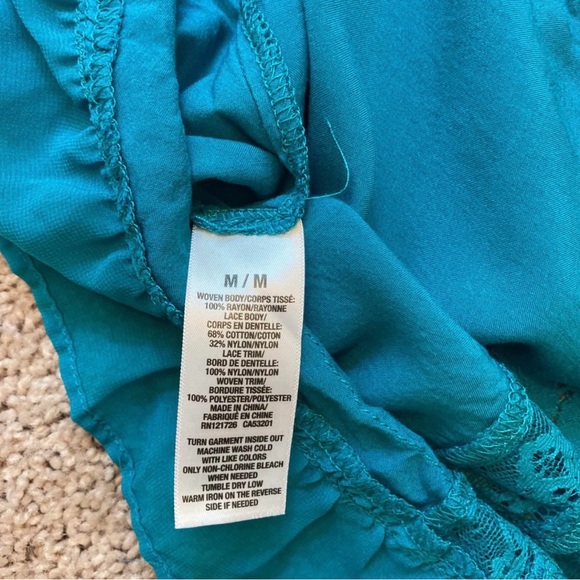 M / M
WOVEN BODY/CORPS TISSÉ:
100% RAYON/RAYONNE
LACE BODY/
CORPS EN DENTELLE:
68% COTTON/COTON
32% NYLON/NYLON
LACE TRIM/
BORD DE DENTELLE:
100% NYLON/NYLON
WOVEN TRIM/
BORDURE TISSÉE:
100% POLYESTER/POLYESTER
MADE IN CHINA/
FABRIQUÉ EN CHINE
RN121726 CA53201
TURN GARMENT INSIDE OUT
MACHINE WASH COLD
WITH LIKE COLORS
ONLY NON-CHLORINE BLEACH
WHEN NEEDED
TUMBLE DRY LOW
WARM IRON ON THE REVERSE
SIDE IF NEEDED